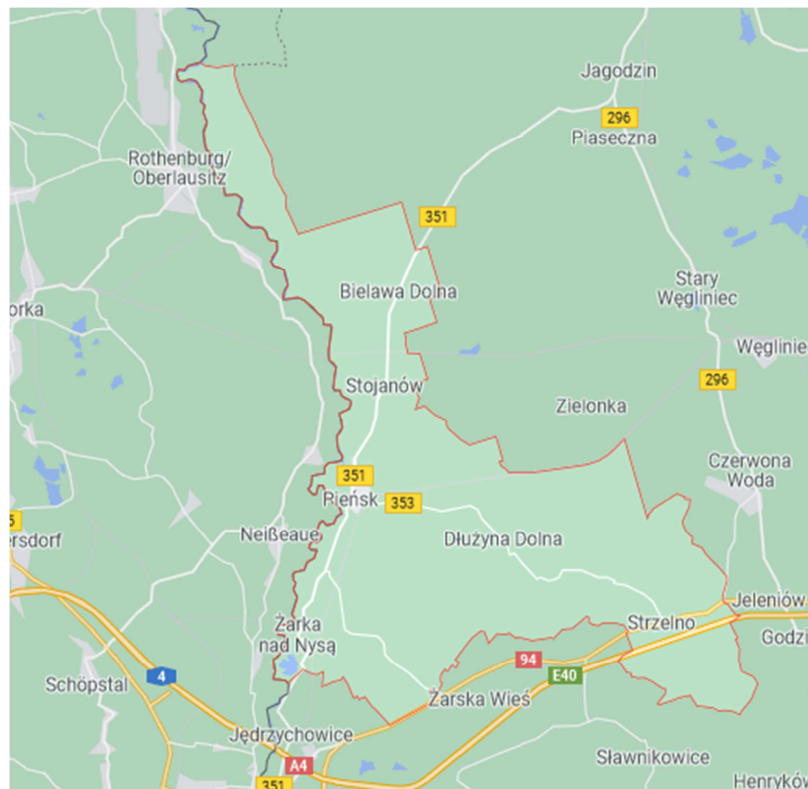 Jagodzin
296
Piaseczna
Rothenburg/
Oberlausitz
351
Stary
Węgliniec
Bielawa Dolna
orka
Węglinie
Stojanów
296
Zielonka
Czerwona
Woda
351
Pieńsk
353
5
ersdorf
Neißeaue
Dłużyna Dolna
Jeleniów
Strzelno
Żarka
nad Nysą
Godzi
94
E40
4
Schöpstal
Żarska Wieś
Jędrzychowice
Sławnikowice
A4
351
Henryków